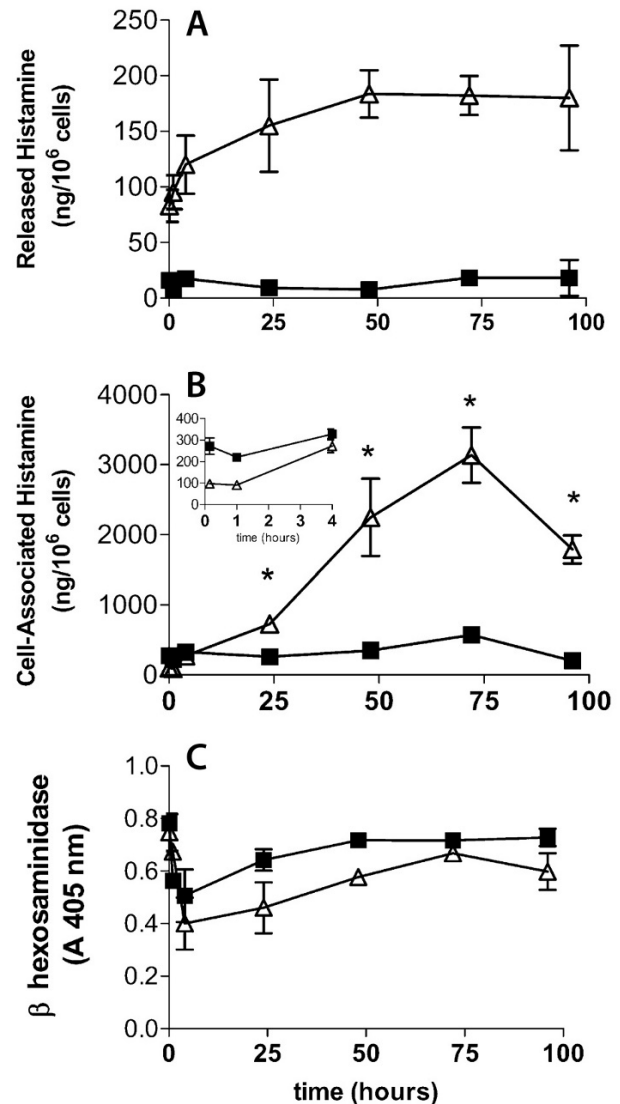 A
Released Histamine
(ng/10⁶ cells)
250
200
150
100
50
0
0 25 50 75 100
B
Cell-Associated Histamine
(ng/10⁶ cells)
4000
3000
2000
1000
0
0 25 50 75 100
400
300
200
100
0
0 1 2 3 4
time (hours)
*
*
*
*
C
β hexosaminidase
(A 405 nm)
1.0
0.8
0.6
0.4
0.2
0.0
0 25 50 75 100
time (hours)